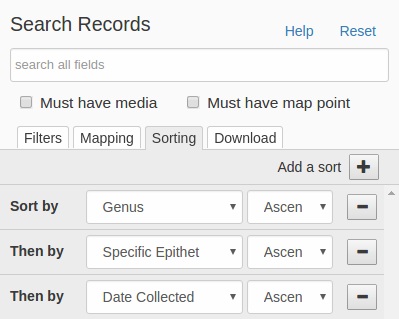 Search Records
Help Reset
search all fields
Must have media Must have map point
Filters Mapping Sorting Download
Add a sort
Sort by Genus Ascen
Then by Specific Epithet Ascen
Then by Date Collected Ascen